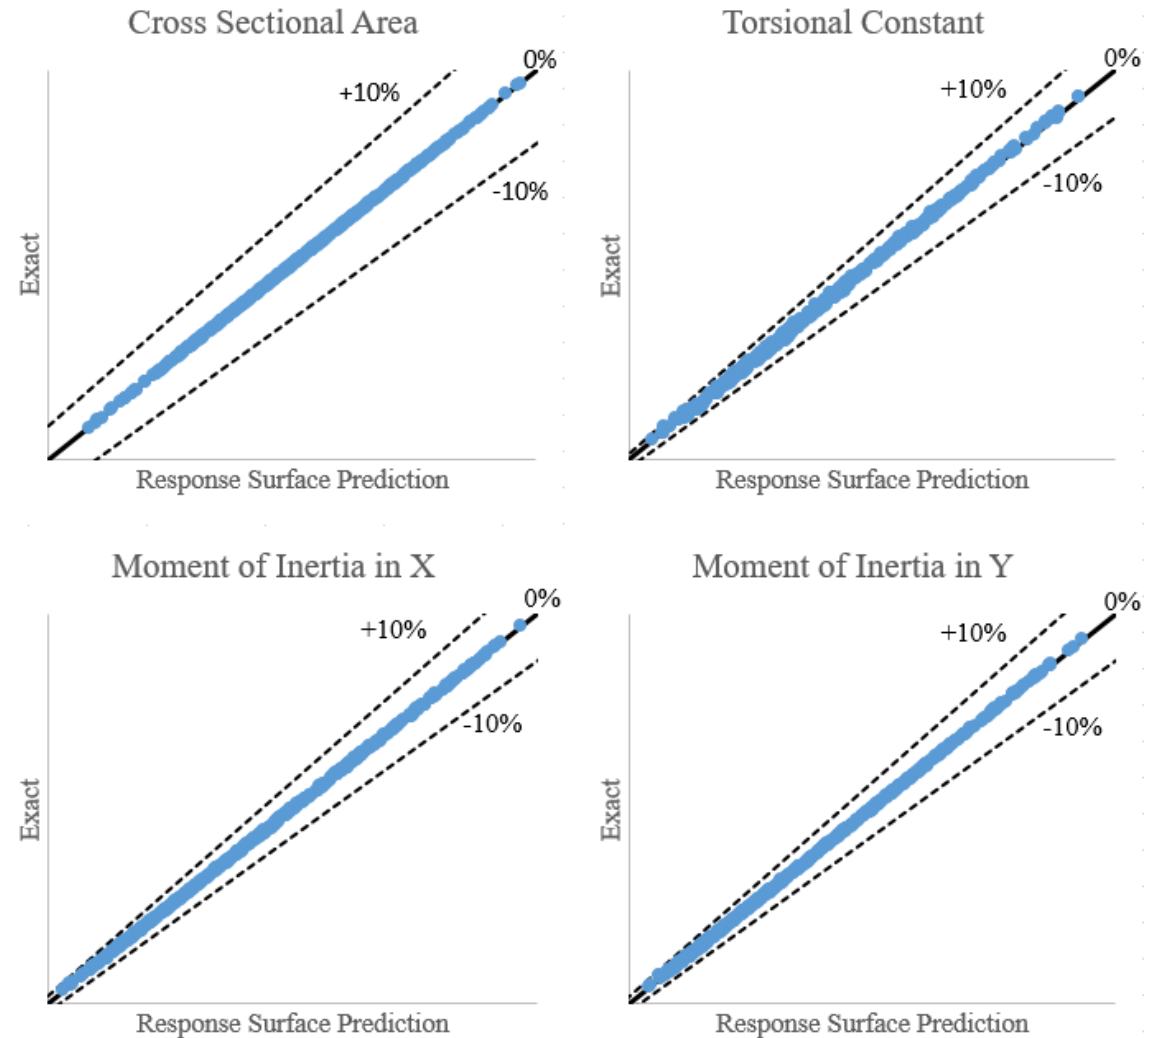 Cross Sectional Area
0%
+10%
-10%
Exact
Response Surface Prediction
Torsional Constant
0%
+10%
-10%
Exact
Response Surface Prediction
Moment of Inertia in X
0%
+10%
-10%
Exact
Response Surface Prediction
Moment of Inertia in Y
0%
+10%
-10%
Exact
Response Surface Prediction